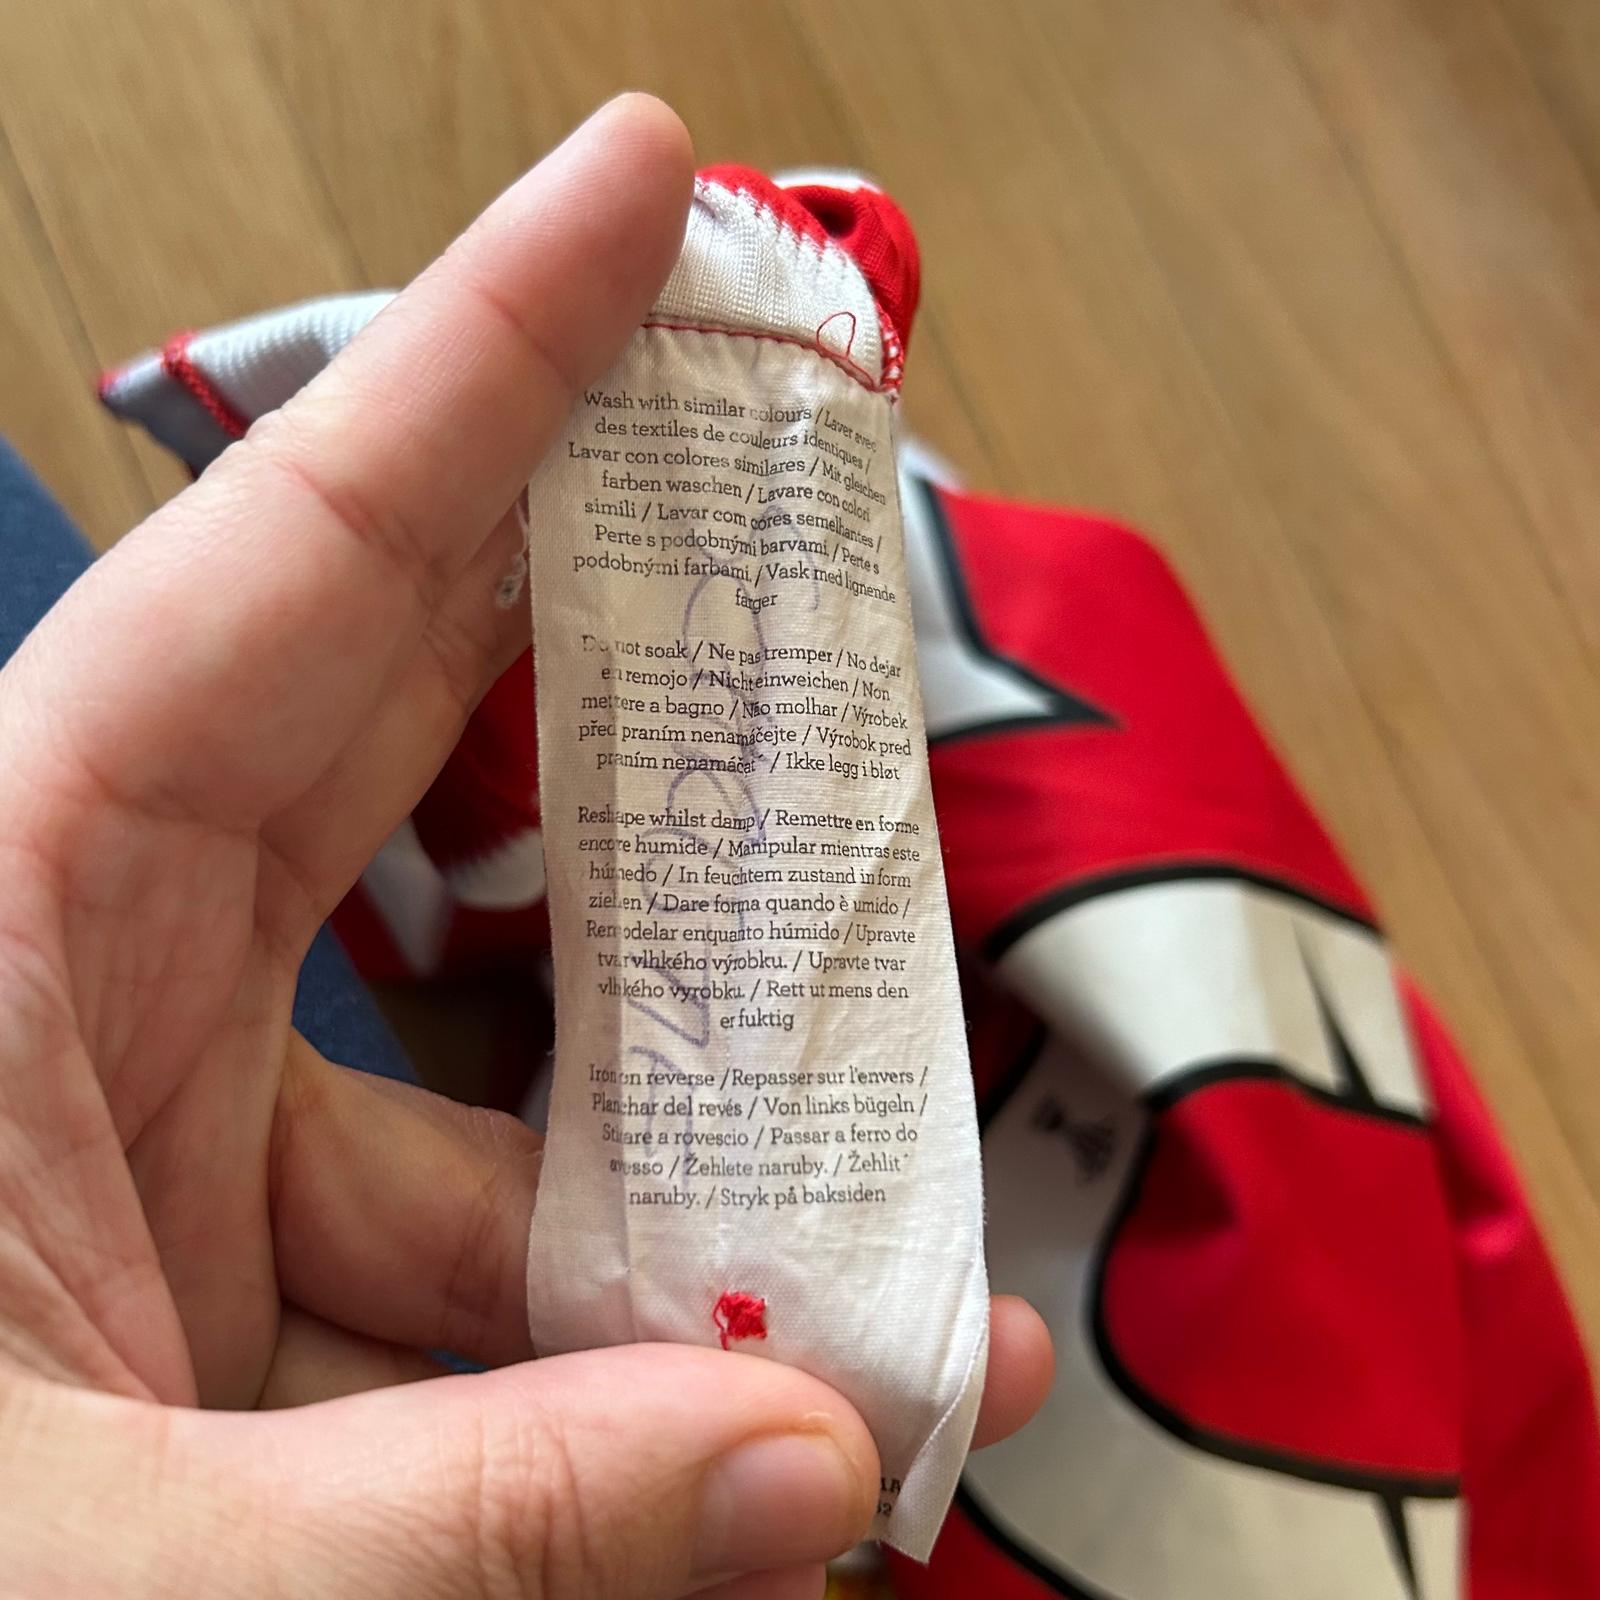 Wash with similar colours / Laver avec
des textiles de couleurs identiques /
Lavar con colores similares / Mit gleichen
farben waschen / Lavare con colori
simili / Lavar com cores semelhantes /
Perte s podobnými barvami. / Perte s
podobnými farbami. / Vask med lignende
farger
Do not soak / Ne pas tremper / No dejar
en remojo / Nicht einweichen / Non
mettere a bagno / Não molhar / Výrobek
před praním nenamáčejte / Výrobok pred
praním nenamáčať / Ikke legg i bløt
Reshape whilst damp / Remettre en forme
encore humide / Manipular mientras este
húmedo / In feuchtem zustand in form
ziehen / Dare forma quando è umido /
Remodelar enquanto húmido / Upravte
tvar vlhkého výrobku. / Upravte tvar
vlhkého vyrobku. / Rett ut mens den
er fuktig
Iron on reverse / Repasser sur l'envers /
Planchar del revés / Von links bügeln /
Stirare a rovescio / Passar a ferro do
avesso / Žehlete naruby. / Žehliť
naruby. / Stryk på baksiden